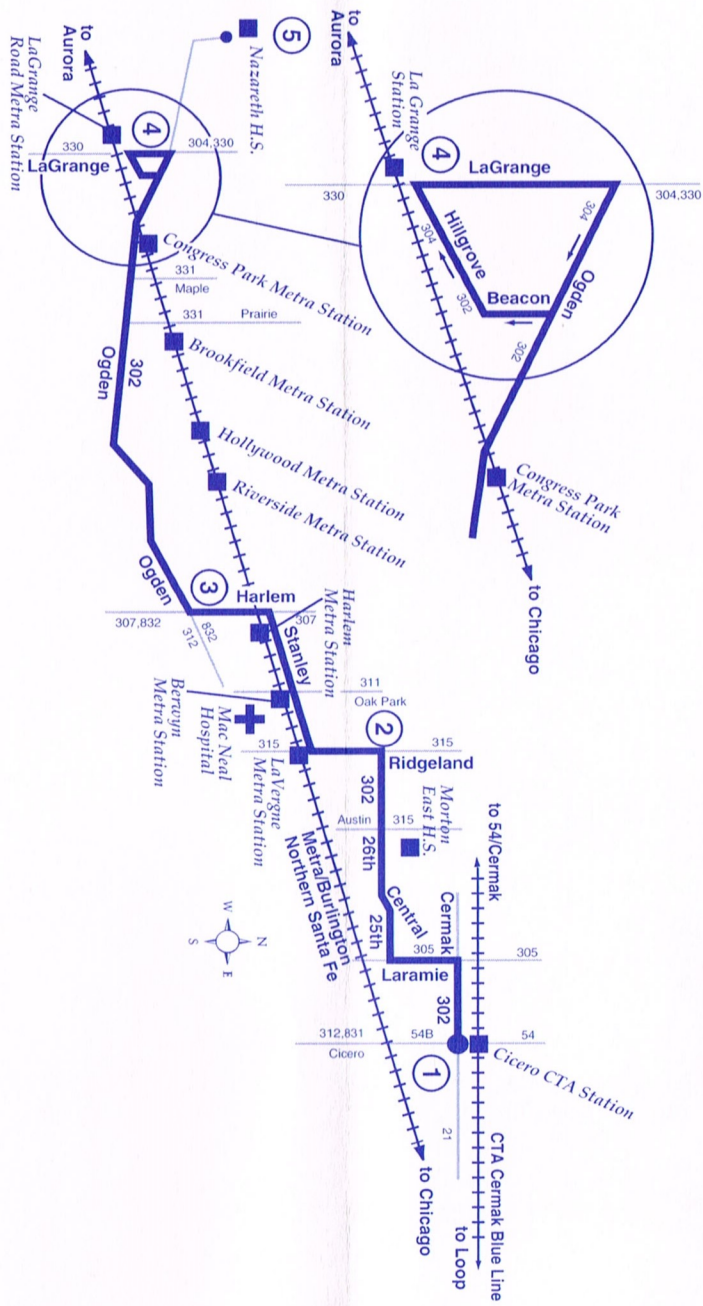 to
Aurora
La Grange
Station
4
LaGrange
330
304,330
304
Ogden
Hillgrove
304
302
Beacon
302
Congress Park
Metra Station
to Chicago
5
Nazareth H.S.
to
Aurora
LaGrange
Road Metra Station
330
4
304,330
LaGrange
Congress Park Metra Station
331
Maple
331
Prairie
Brookfield Metra Station
302
Ogden
Hollywood Metra Station
Riverside Metra Station
Ogden
3
Harlem
307,832
832
312
307
Harlem
Metra Station
Stanley
311
Oak Park
Berwyn
Metra Station
Mac Neal
Hospital
315
LaVergne
Metra Station
2
315
Ridgeland
302
Morton
East H.S.
Austin
315
26th
Metra/Burlington
Northern Santa Fe
to 54/Cermak
Central
Cermak
25th
305
305
Laramie
302
W
N
S
E
312,831
Cicero
54B
54
1
Cicero CTA Station
21
to Chicago
CTA Cermak Blue Line
to Loop